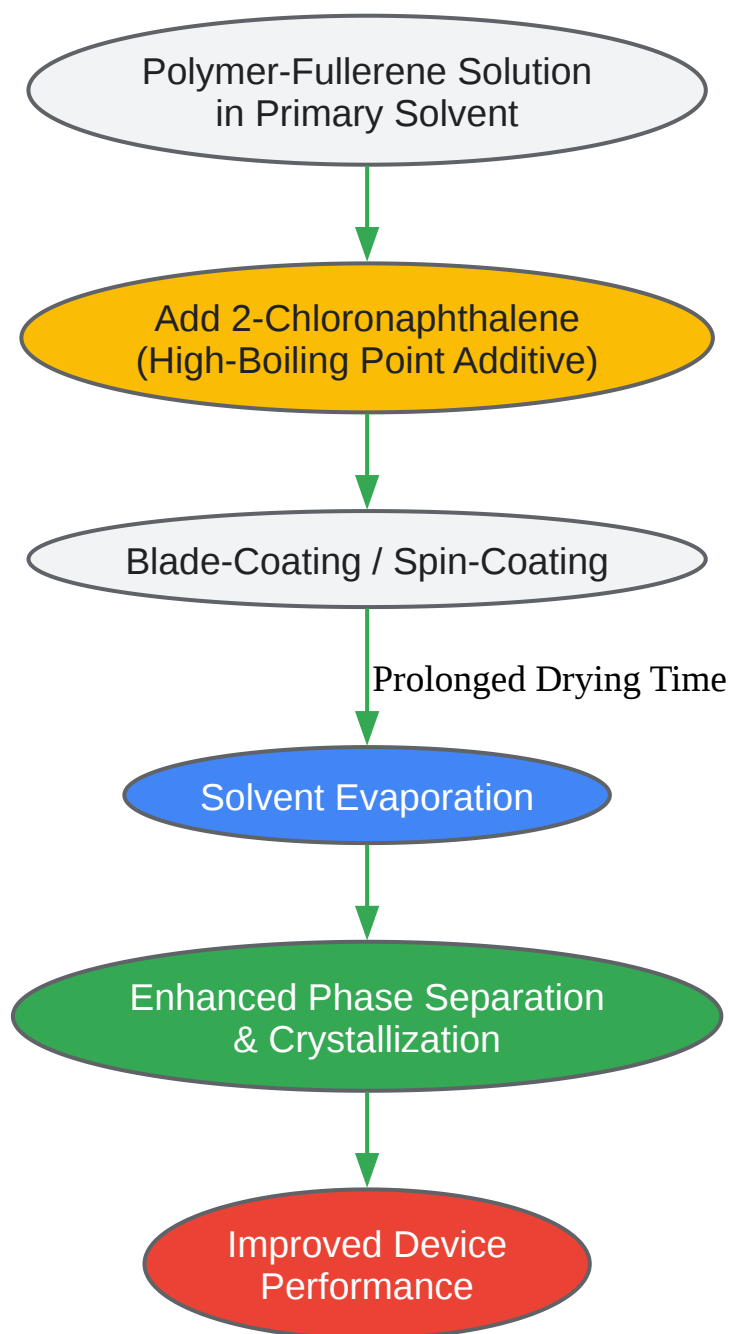 Polymer-Fullerene Solution
in Primary Solvent
Add 2-Chloronaphthalene
(High-Boiling Point Additive)
Blade-Coating / Spin-Coating
Prolonged Drying Time
Solvent Evaporation
Enhanced Phase Separation
& Crystallization
Improved Device
Performance